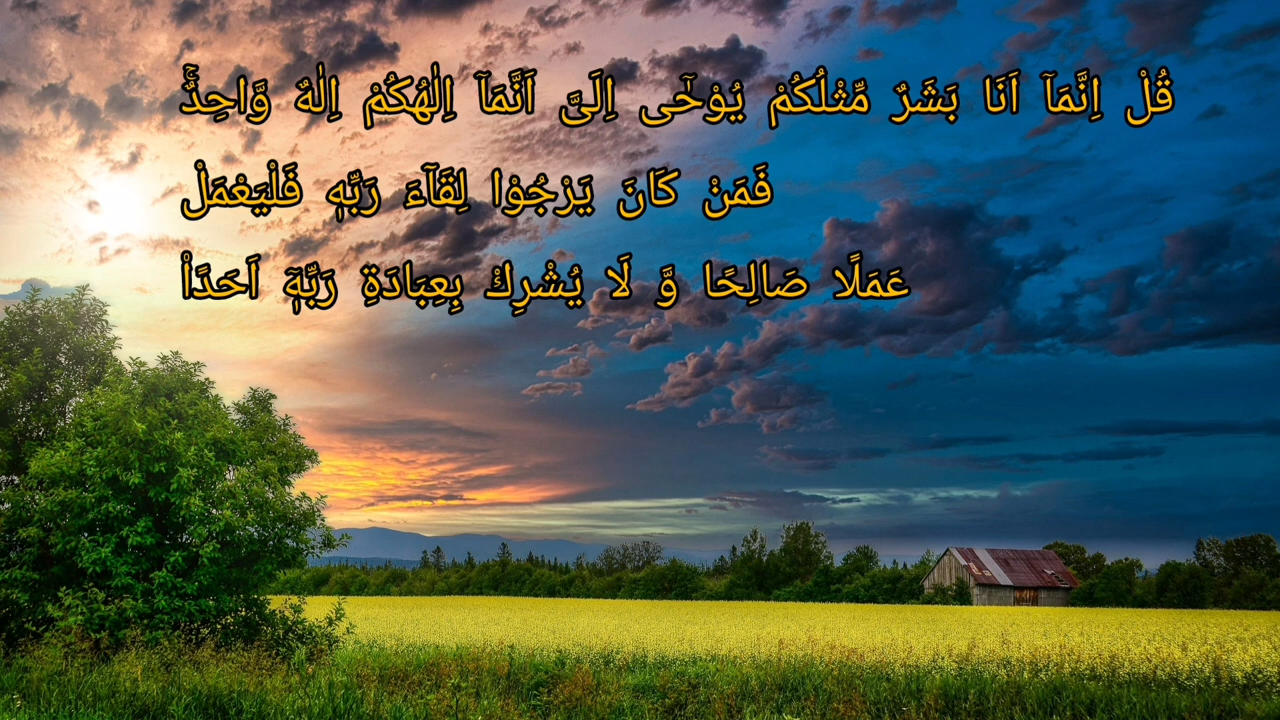 قُلْ اِنَّمَاۤ اَنَا بَشَرٌ مِّثْلُكُمْ یُوْحٰۤى اِلَیَّ اَنَّمَاۤ اِلٰهُكُمْ اِلٰهٌ وَّاحِدٌۚ
فَمَنْ كَانَ یَرْجُوْا لِقَآءَ رَبِّهٖ فَلْیَعْمَلْ
عَمَلًا صَالِحًا وَّ لَا یُشْرِكْ بِعِبَادَةِ رَبِّهٖۤ اَحَدًا۠